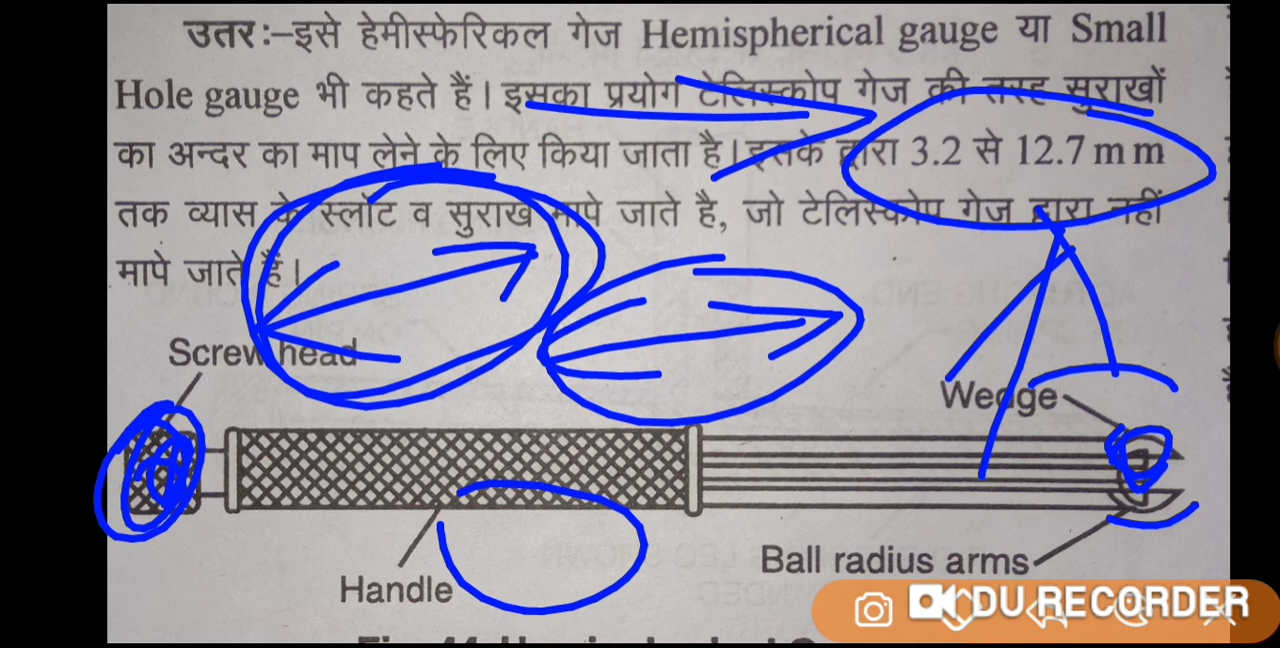 उतर :–इसे हेमीस्फेरिकल गेज Hemispherical gauge या Small
Hole gauge भी कहते हैं। इसका प्रयोग टेलिस्कोप गेज की तरह सुराखों
का अन्दर का माप लेने के लिए किया जाता है। इसके द्वारा 3.2 से 12.7 m m
तक व्यास के स्लॉट व सुराख मापे जाते है, जो टेलिस्कोप गेज द्वारा नहीं
मापे जाते हैं।
Screw head
Wedge
Handle
Ball radius arms
DU RECORDER